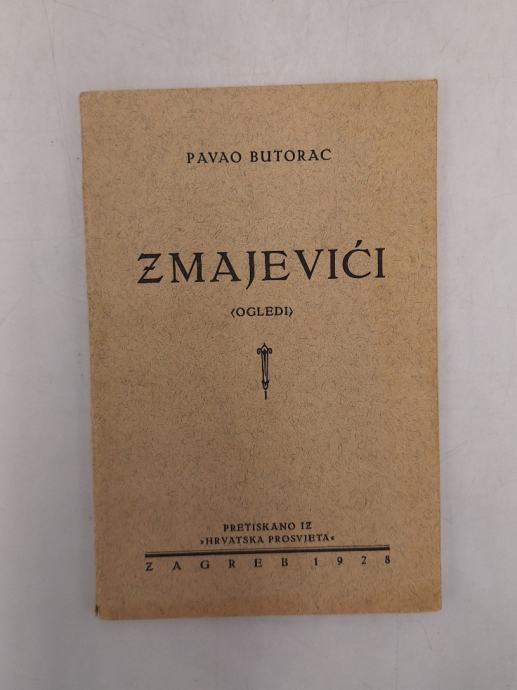 PAVAO BUTORAC
ZMAJEVIĆI
⟨OGLEDI⟩
PRETISKANO IZ
»HRVATSKA PROSVJETA«
ZAGREB 1928